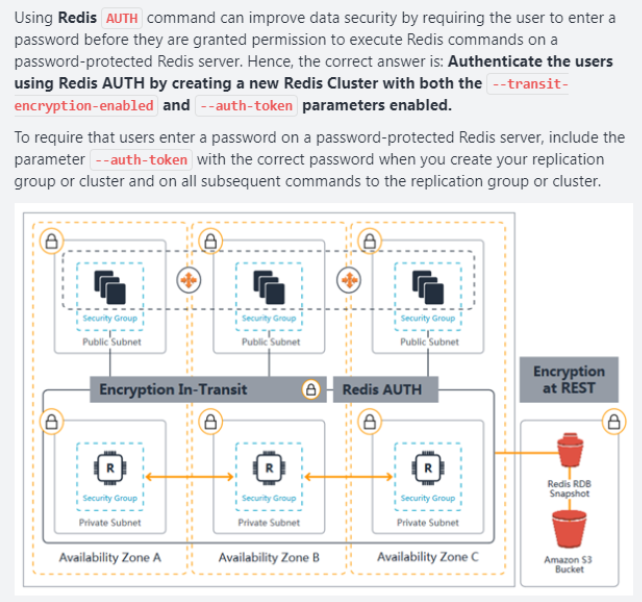 Using Redis AUTH command can improve data security by requiring the user to enter a
password before they are granted permission to execute Redis commands on a
password-protected Redis server. Hence, the correct answer is: Authenticate the users
using Redis AUTH by creating a new Redis Cluster with both the --transit-
encryption-enabled and --auth-token parameters enabled.
To require that users enter a password on a password-protected Redis server, include the
parameter --auth-token with the correct password when you create your replication
group or cluster and on all subsequent commands to the replication group or cluster.
Security Group
Public Subnet
Security Group
Public Subnet
Security Group
Public Subnet
Encryption In-Transit
Redis AUTH
Encryption
at REST
R
Security Group
Private Subnet
R
Security Group
Private Subnet
R
Security Group
Private Subnet
Redis RDB
Snapshot
Amazon S3
Bucket
Availability Zone A
Availability Zone B
Availability Zone C